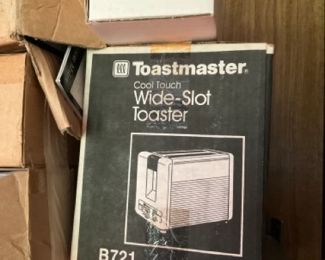 Toastmaster®
Cool Touch
Wide-Slot
Toaster
B721